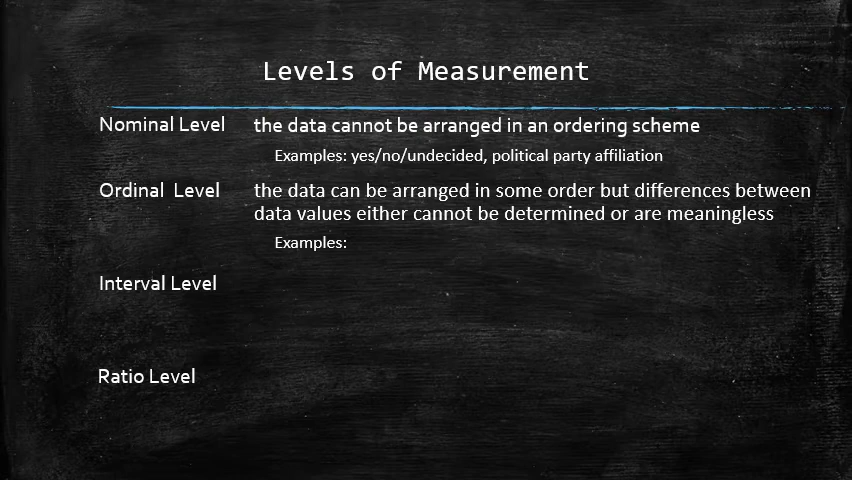 Levels of Measurement
Nominal Level the data cannot be arranged in an ordering scheme
Examples: yes/no/undecided, political party affiliation
Ordinal Level the data can be arranged in some order but differences between
data values either cannot be determined or are meaningless
Examples:
Interval Level
Ratio Level